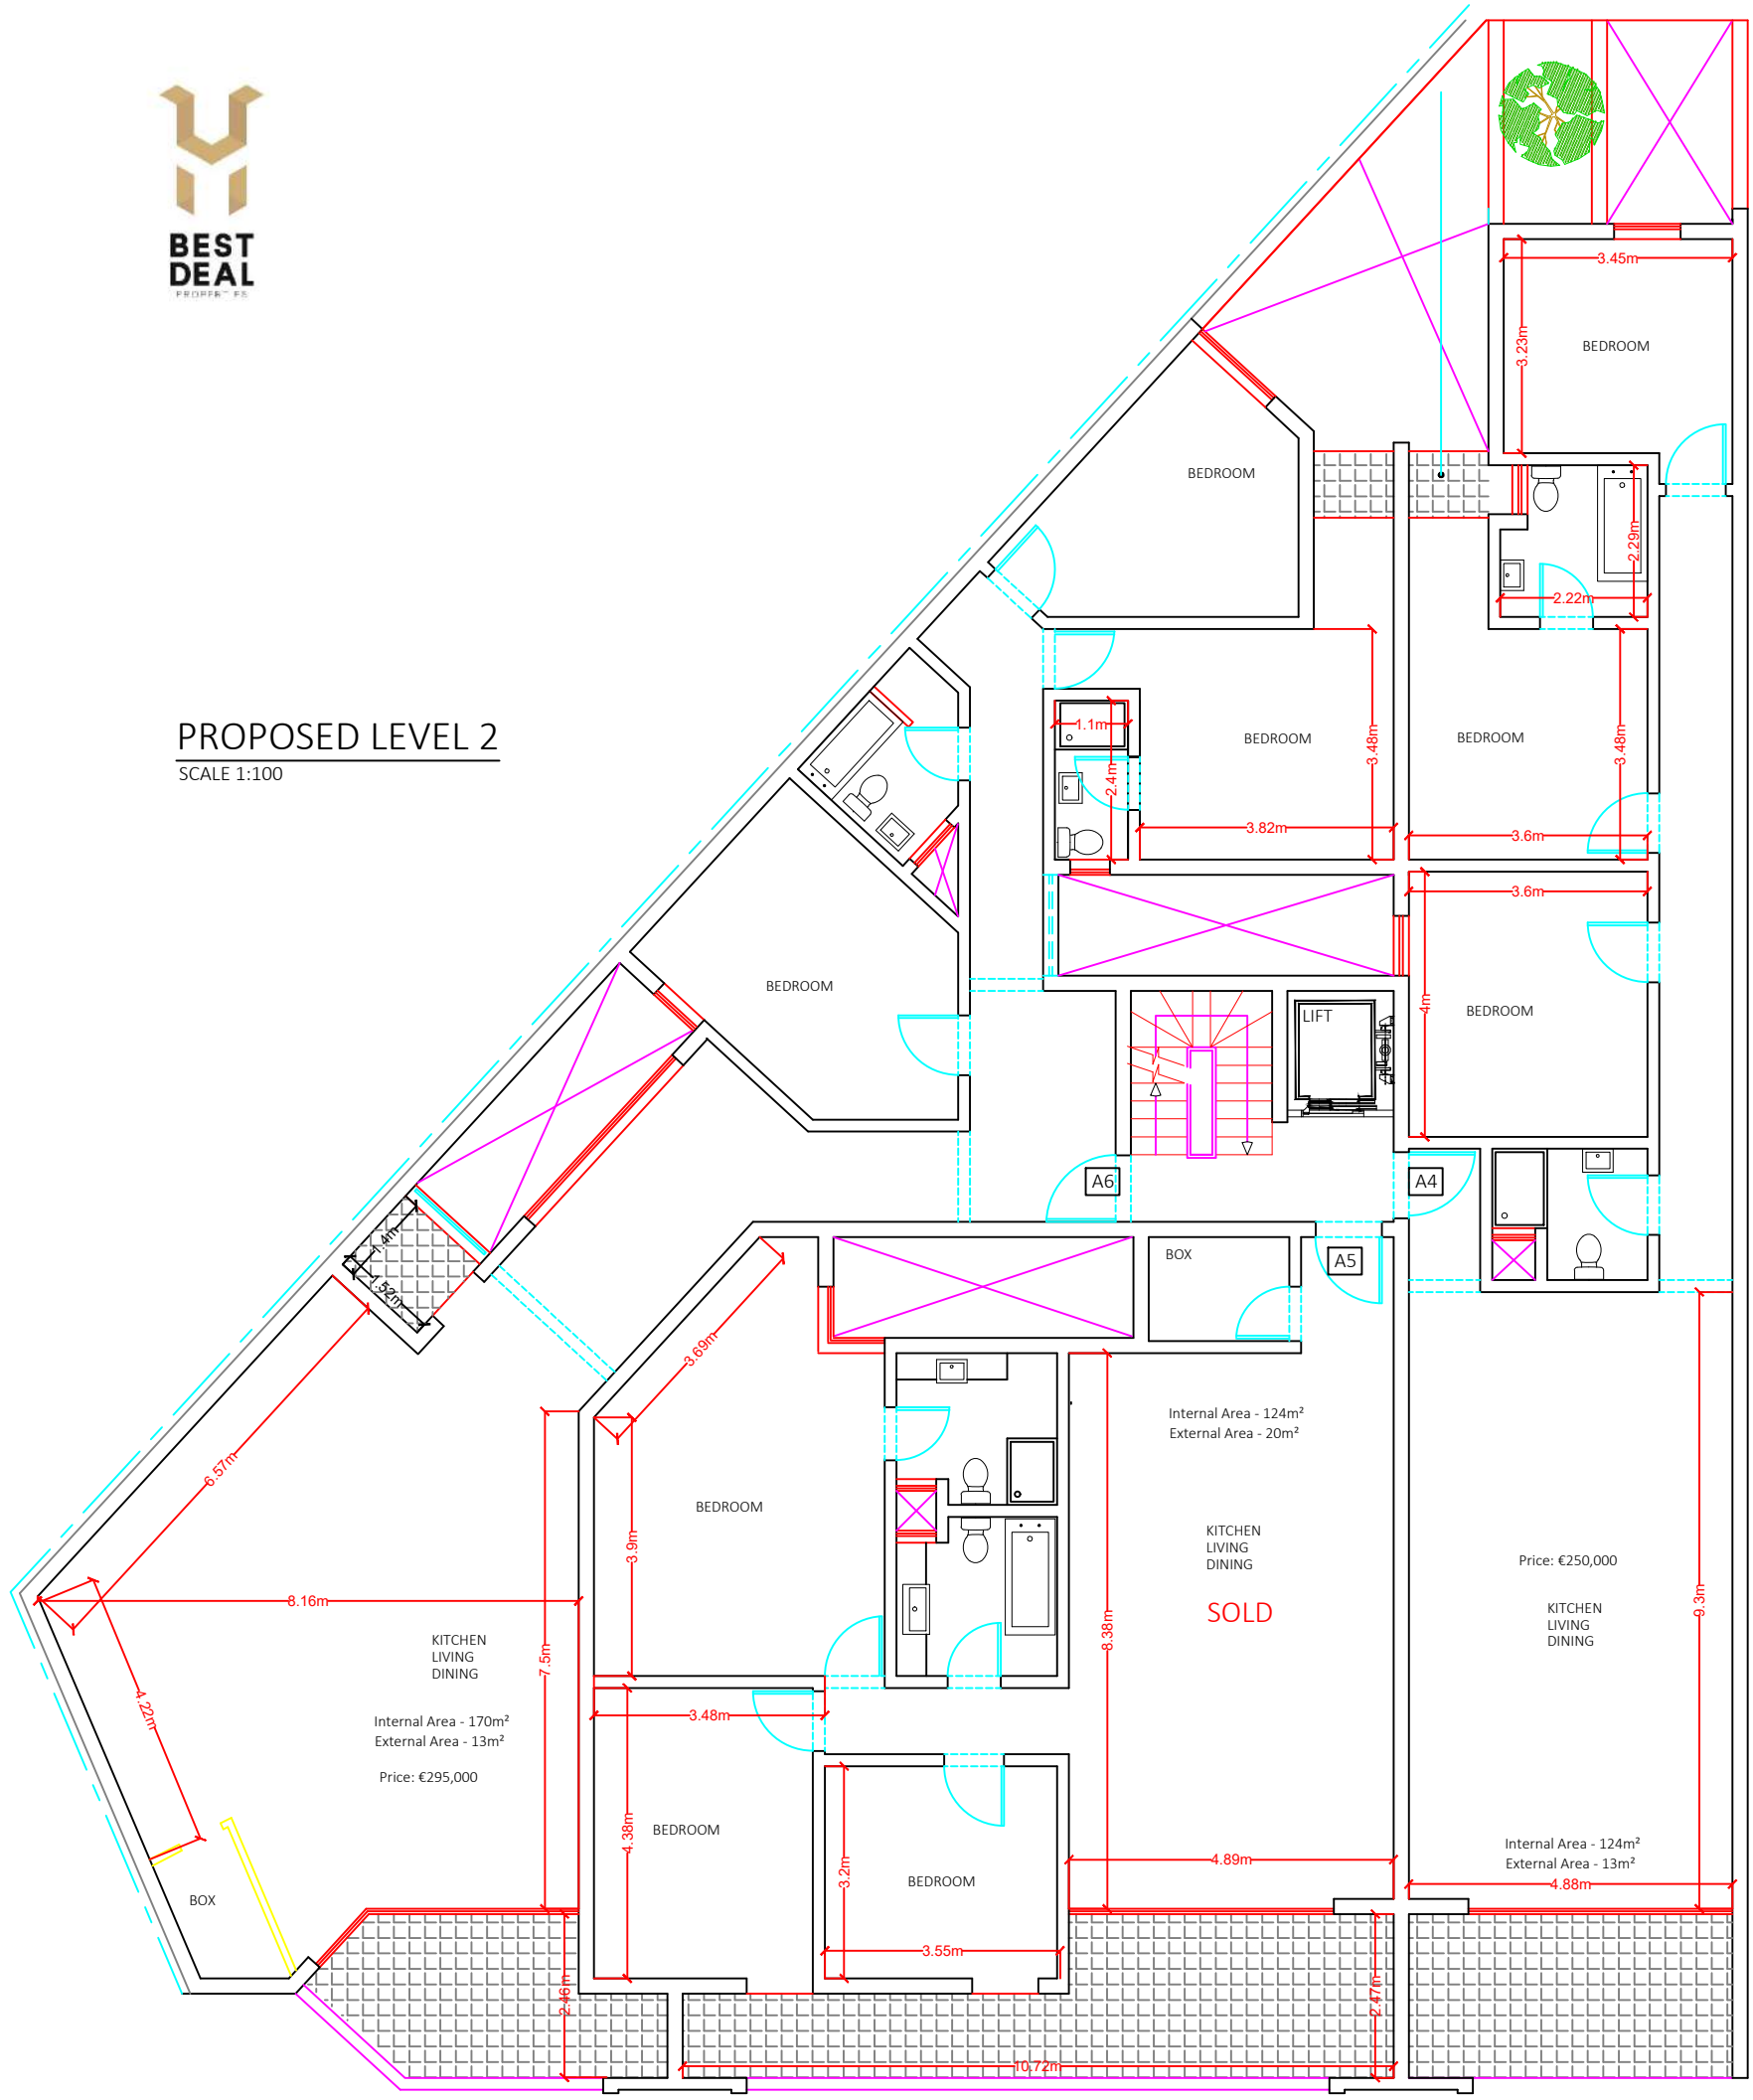 BEST
DEAL
PROPERTIES
PROPOSED LEVEL 2
SCALE 1:100
3.45m
3.23m
BEDROOM
BEDROOM
2.29m
2.22m
1.1m
2.4m
BEDROOM
3.48m
3.82m
BEDROOM
3.48m
3.6m
3.6m
4m
BEDROOM
BEDROOM
LIFT
A6
A4
A5
BOX
1.4m
1.52m
3.69m
6.57m
Internal Area - 124m²
External Area - 20m²
BEDROOM
3.9m
KITCHEN
LIVING
DINING
SOLD
8.38m
Price: €250,000
KITCHEN
LIVING
DINING
9.3m
8.16m
KITCHEN
LIVING
DINING
7.5m
4.22m
Internal Area - 170m²
External Area - 13m²
Price: €295,000
3.48m
BEDROOM
4.38m
3.2m
BEDROOM
3.55m
4.89m
Internal Area - 124m²
External Area - 13m²
4.88m
BOX
2.46m
2.47m
10.72m